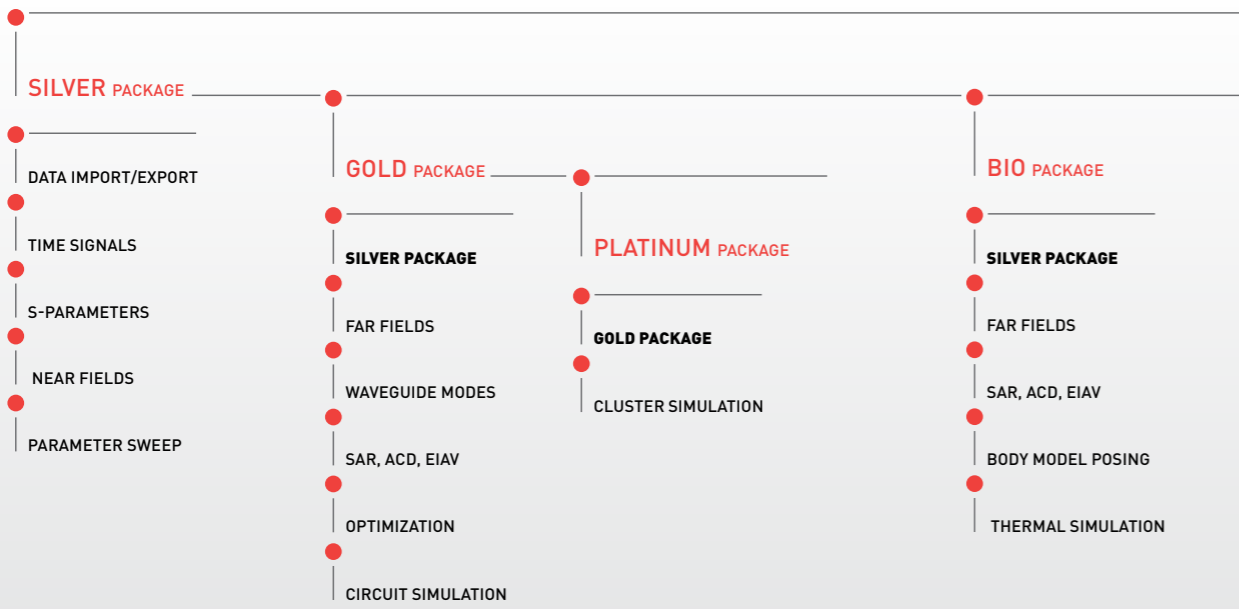 SILVER PACKAGE
DATA IMPORT/EXPORT
TIME SIGNALS
S-PARAMETERS
NEAR FIELDS
PARAMETER SWEEP
GOLD PACKAGE
SILVER PACKAGE
FAR FIELDS
WAVEGUIDE MODES
SAR, ACD, EIAV
OPTIMIZATION
CIRCUIT SIMULATION
PLATINUM PACKAGE
GOLD PACKAGE
CLUSTER SIMULATION
BIO PACKAGE
SILVER PACKAGE
FAR FIELDS
SAR, ACD, EIAV
BODY MODEL POSING
THERMAL SIMULATION